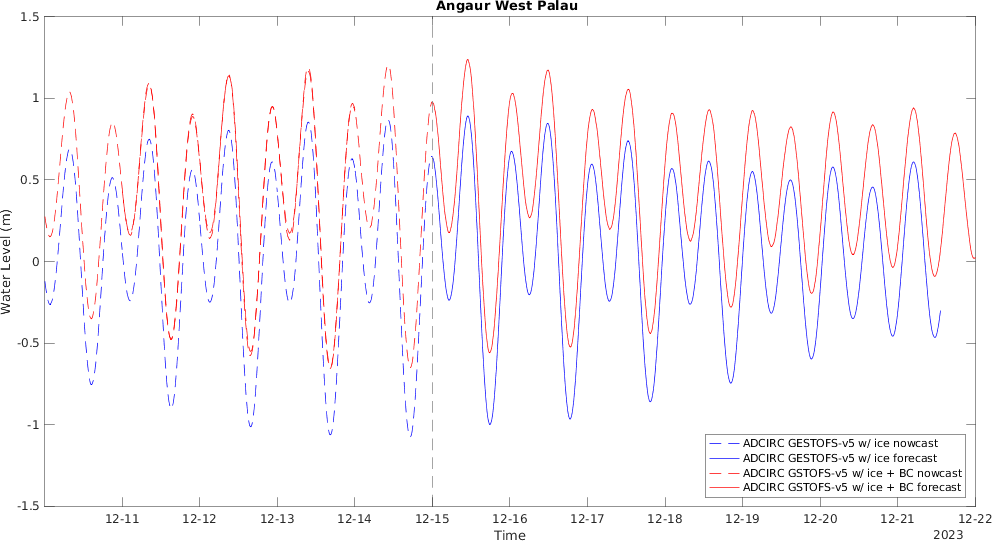 Angaur West Palau
1.5
1
0.5
0
-0.5
-1
-1.5
Water Level (m)
ADCIRC GESTOFS-v5 w/ ice nowcast
ADCIRC GESTOFS-v5 w/ ice forecast
ADCIRC GSTOFS-v5 w/ ice + BC nowcast
ADCIRC GSTOFS-v5 w/ ice + BC forecast
12-11 12-12 12-13 12-14 12-15 12-16 12-17 12-18 12-19 12-20 12-21 12-22
Time
2023